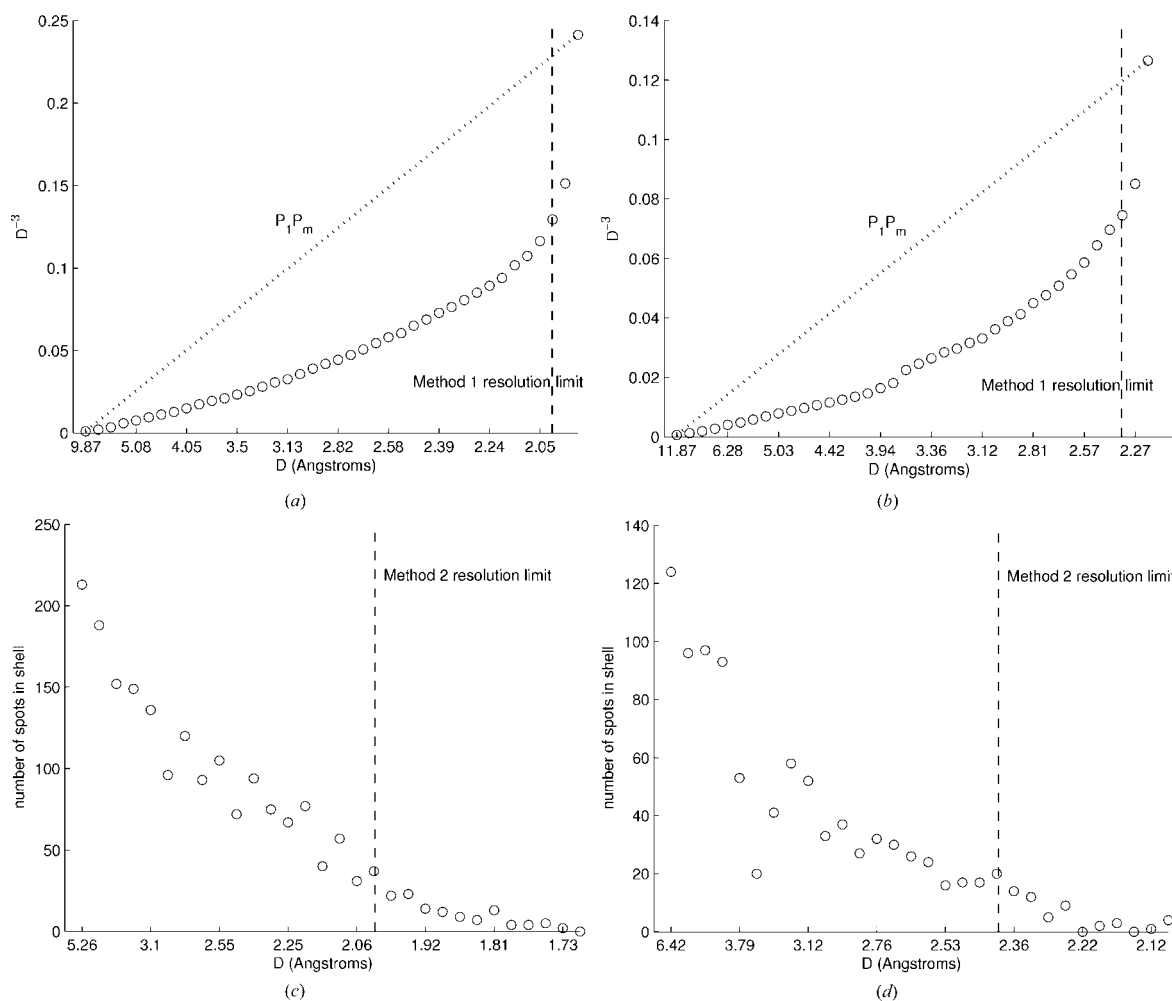 0.25
0.2
0.15
0.1
0.05
0
D⁻³
P₁Pₘ
Method 1 resolution limit
9.87 5.08 4.05 3.5 3.13 2.82 2.58 2.39 2.24 2.05
D (Angstroms)
(a)
0.14
0.12
0.1
0.08
0.06
0.04
0.02
0
D⁻³
P₁Pₘ
Method 1 resolution limit
11.87 6.28 5.03 4.42 3.94 3.36 3.12 2.81 2.57 2.27
D (Angstroms)
(b)
250
200
150
100
50
0
number of spots in shell
Method 2 resolution limit
5.26 3.1 2.55 2.25 2.06 1.92 1.81 1.73
D (Angstroms)
(c)
140
120
100
80
60
40
20
0
number of spots in shell
Method 2 resolution limit
6.42 3.79 3.12 2.76 2.53 2.36 2.22 2.12
D (Angstroms)
(d)